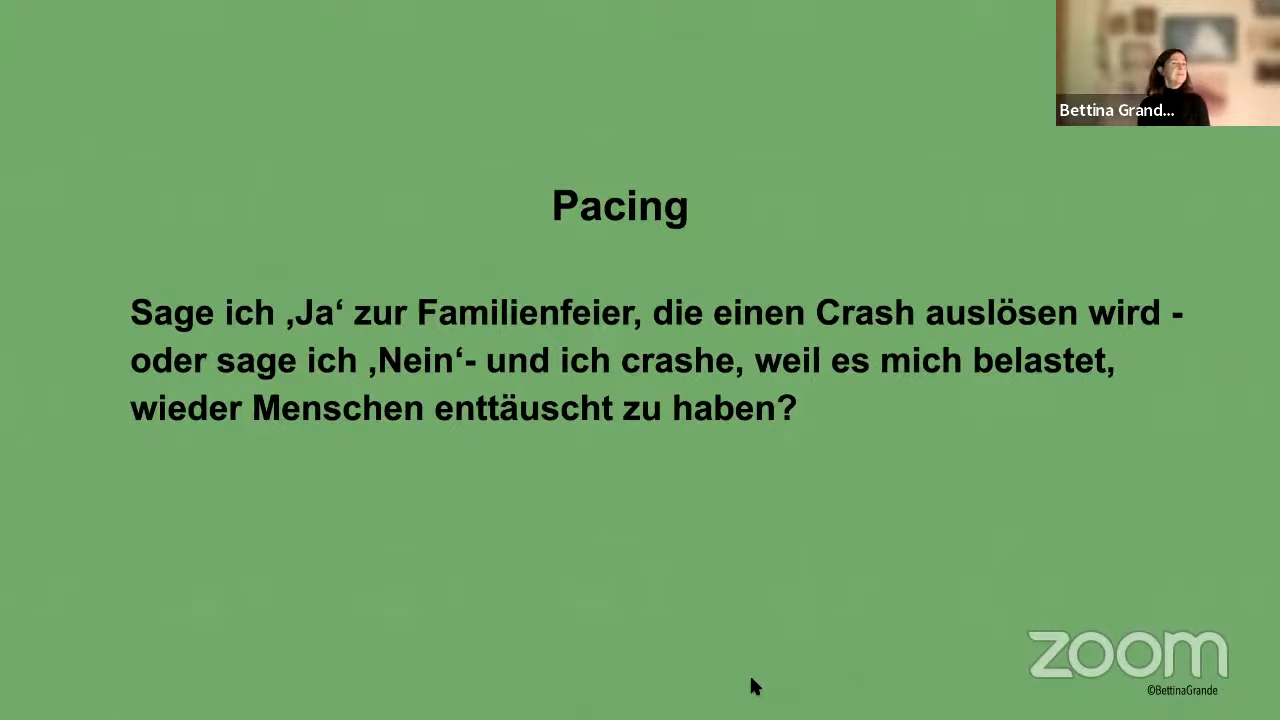 Bettina Grand...
Pacing
Sage ich ‚Ja‘ zur Familienfeier, die einen Crash auslösen wird -
oder sage ich ‚Nein‘- und ich crashe, weil es mich belastet,
wieder Menschen enttäuscht zu haben?
zoom
©BettinaGrande